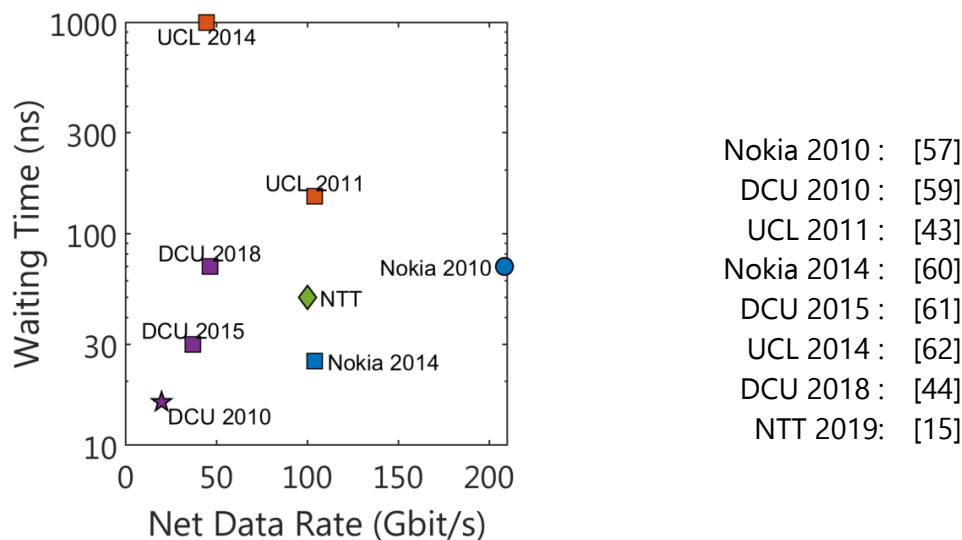 1000
UCL 2014
300
UCL 2011
100
DCU 2018
Nokia 2010
NTT
DCU 2015
30
Nokia 2014
DCU 2010
10
0 50 100 150 200
Net Data Rate (Gbit/s)
Waiting Time (ns)
Nokia 2010 : [57]
DCU 2010 : [59]
UCL 2011 : [43]
Nokia 2014 : [60]
DCU 2015 : [61]
UCL 2014 : [62]
DCU 2018 : [44]
NTT 2019: [15]